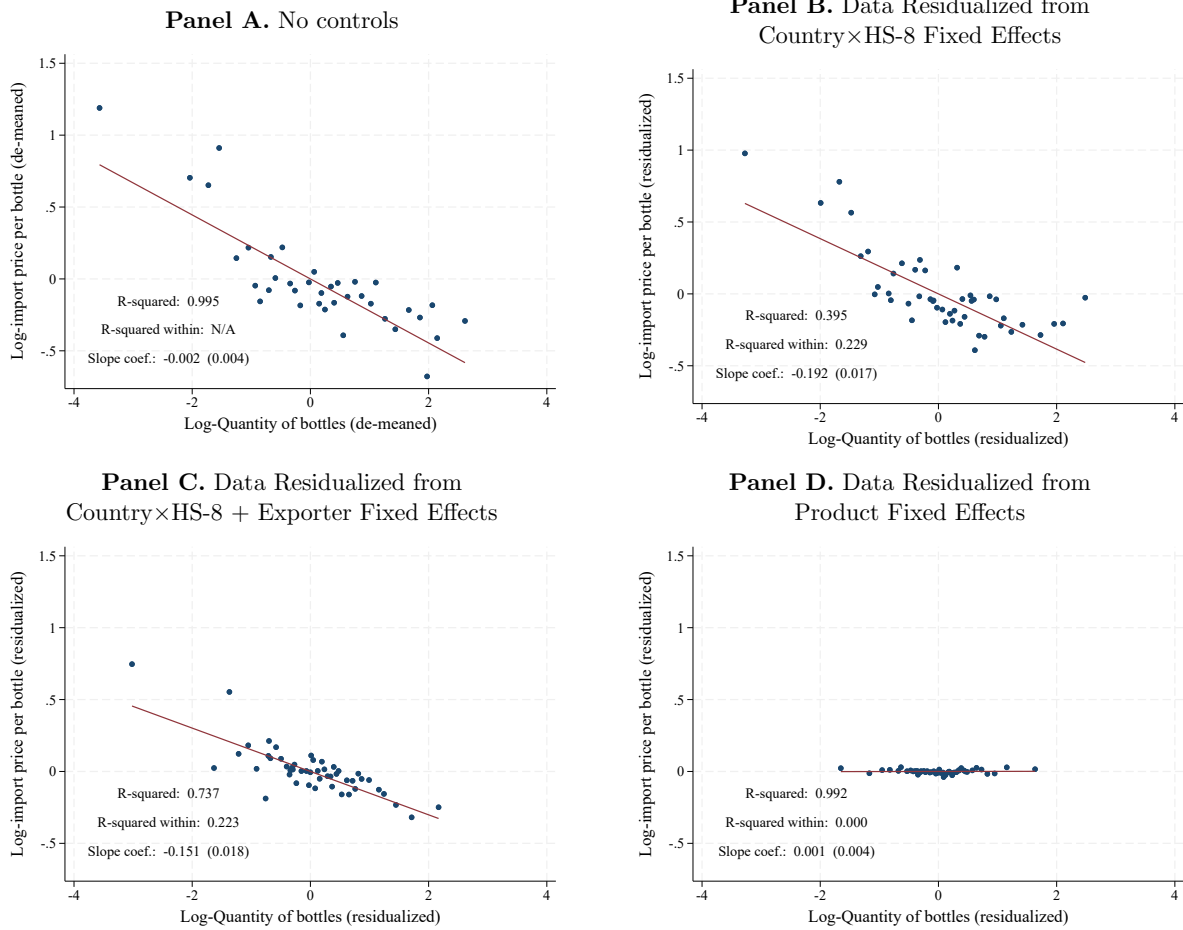 Panel A. No controls
1.5
1
.5
0
-.5
Log-import price per bottle (de-meaned)
R-squared: 0.995
R-squared within: N/A
Slope coef.: -0.002 (0.004)
-4
-2
0
2
4
Log-Quantity of bottles (de-meaned)
Panel B. Data Residualized from
Country×HS-8 Fixed Effects
1.5
1
.5
0
-.5
Log-import price per bottle (residualized)
R-squared: 0.395
R-squared within: 0.229
Slope coef.: -0.192 (0.017)
-4
-2
0
2
4
Log-Quantity of bottles (residualized)
Panel C. Data Residualized from
Country×HS-8 + Exporter Fixed Effects
1.5
1
.5
0
-.5
Log-import price per bottle (residualized)
R-squared: 0.737
R-squared within: 0.223
Slope coef.: -0.151 (0.018)
-4
-2
0
2
4
Log-Quantity of bottles (residualized)
Panel D. Data Residualized from
Product Fixed Effects
1.5
1
.5
0
-.5
Log-import price per bottle (residualized)
R-squared: 0.992
R-squared within: 0.000
Slope coef.: 0.001 (0.004)
-4
-2
0
2
4
Log-Quantity of bottles (residualized)